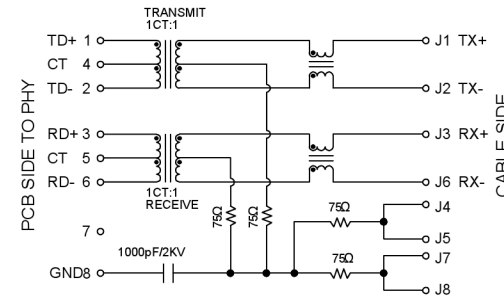 TRANSMIT
1CT:1
TD+ 1
J1 TX+
CT 4
TD- 2
J2 TX-
RD+ 3
J3 RX+
CT 5
RD- 6
J6 RX-
1CT:1
RECEIVE
PCB SIDE TO PHY
CABLE SIDE
75Ω
75Ω
75Ω
J4
7
J5
1000pF/2KV
75Ω
J7
GND8
J8